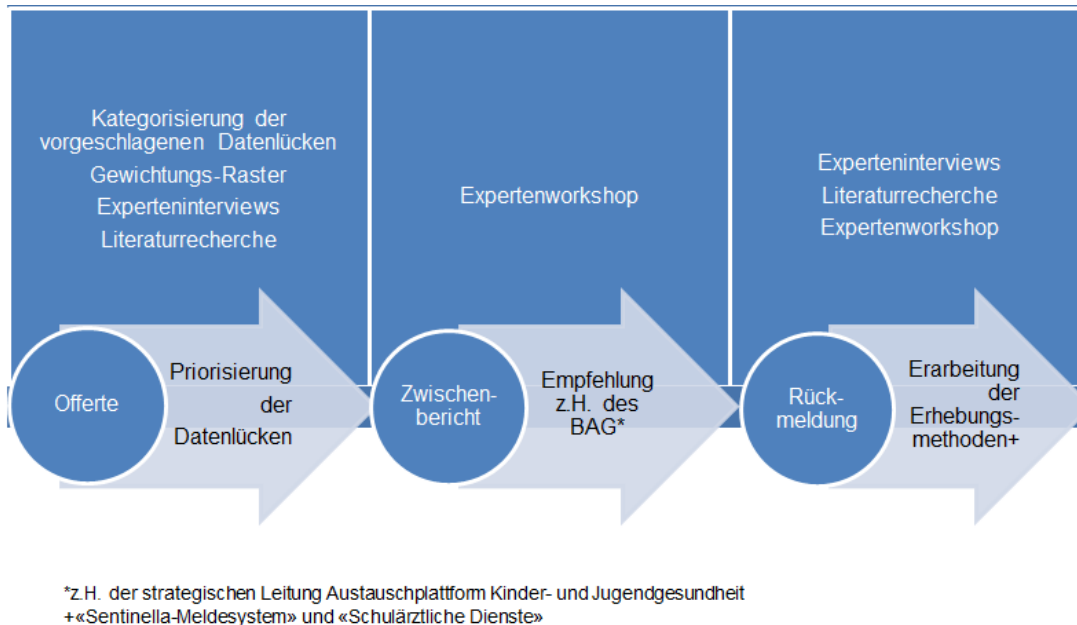 Kategorisierung der
vorgeschlagenen Datenlücken
Gewichtungs-Raster
Experteninterviews
Literaturrecherche
Expertenworkshop
Experteninterviews
Literaturrecherche
Expertenworkshop
Offerte
Priorisierung
der
Datenlücken
Zwischen-
bericht
Empfehlung
z.H. des
BAG*
Rück-
meldung
Erarbeitung
der
Erhebungs-
methoden+
*z.H. der strategischen Leitung Austauschplattform Kinder- und Jugendgesundheit
+«Sentinella-Meldesystem» und «Schulärztliche Dienste»